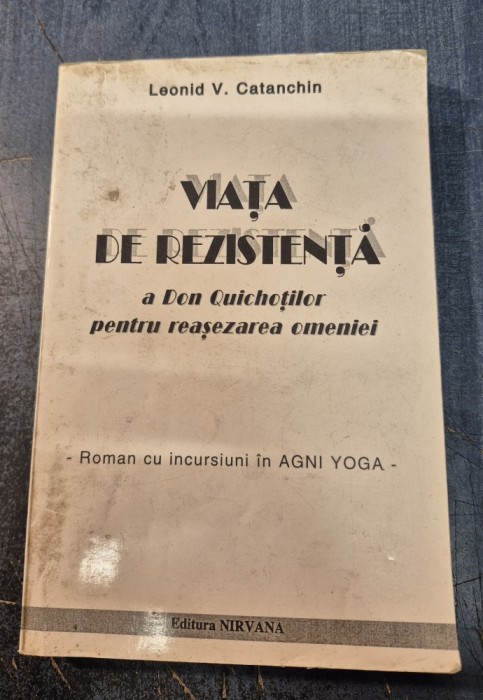 Leonid V. Catanchin
VIAȚA
DE REZISTENȚĂ
a Don Quichoților
pentru reașezarea omeniei
- Roman cu incursiuni în AGNI YOGA -
Editura NIRVANA